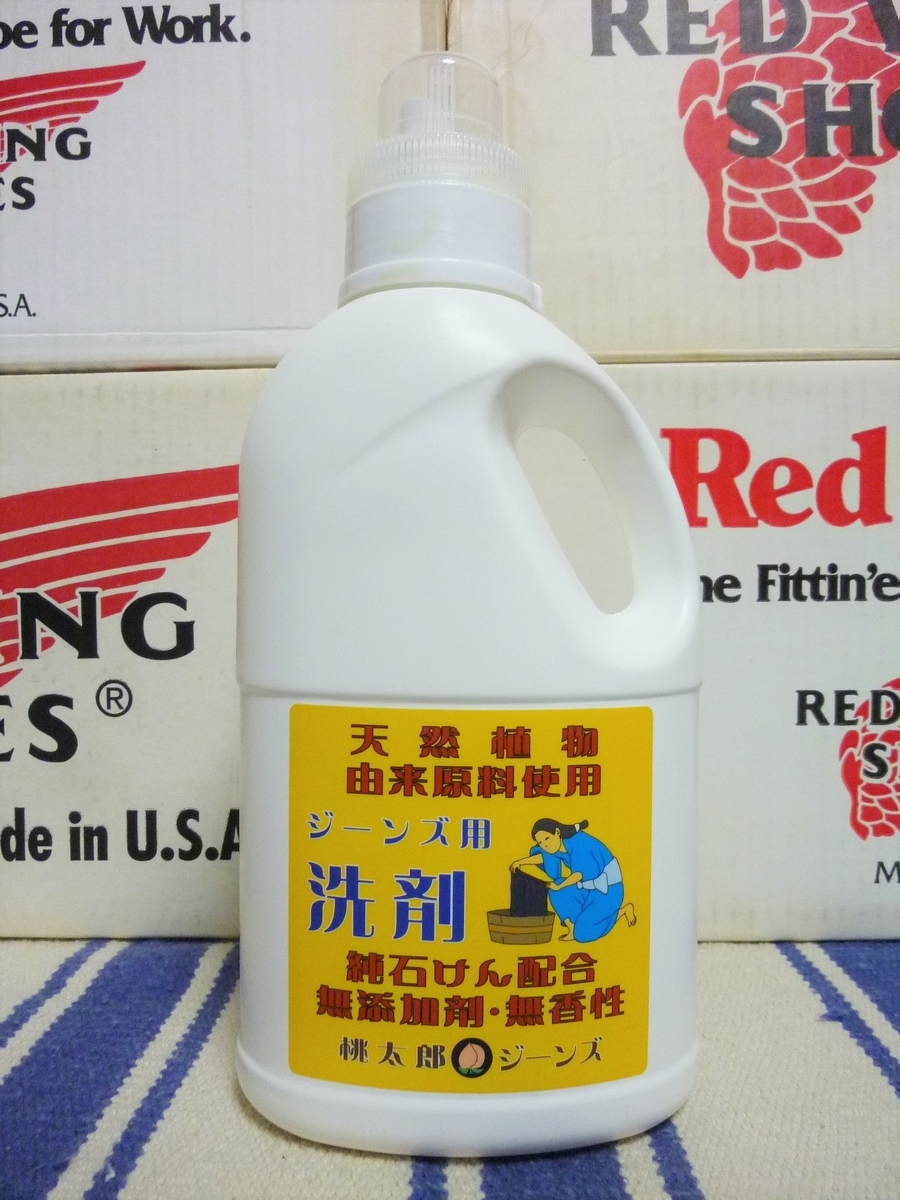 pe for Work.
NG
ES
S.A.
RED
SHO
NG
ES®
de in U.S.A
Red
ne Fittin'e
RED
S
M
天然植物
由来原料使用
ジーンズ用
洗剤
純石けん配合
無添加剤・無香性
桃太郎ジーンズ